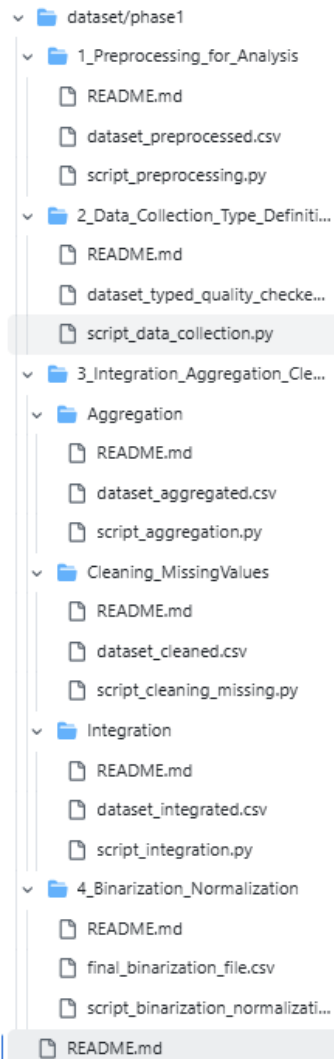 dataset/phase1
1_Preprocessing_for_Analysis
README.md
dataset_preprocessed.csv
script_preprocessing.py
2_Data_Collection_Type_Definiti...
README.md
dataset_typed_quality_checke...
script_data_collection.py
3_Integration_Aggregation_Cle...
Aggregation
README.md
dataset_aggregated.csv
script_aggregation.py
Cleaning_MissingValues
README.md
dataset_cleaned.csv
script_cleaning_missing.py
Integration
README.md
dataset_integrated.csv
script_integration.py
4_Binarization_Normalization
README.md
final_binarization_file.csv
script_binarization_normalizati...
README.md